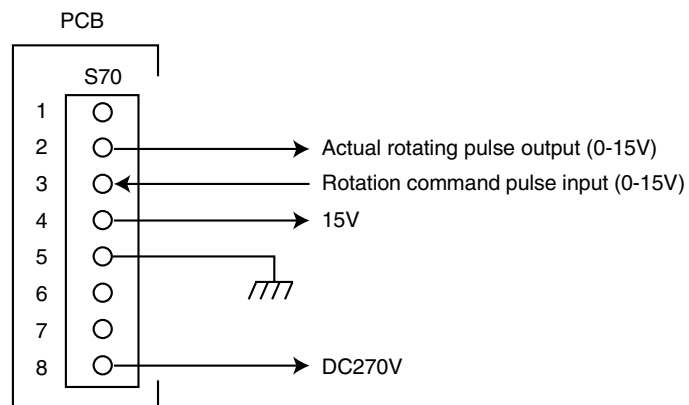 PCB
S70
1
2 Actual rotating pulse output (0-15V)
3 Rotation command pulse input (0-15V)
4 15V
5
6
7
8 DC270V